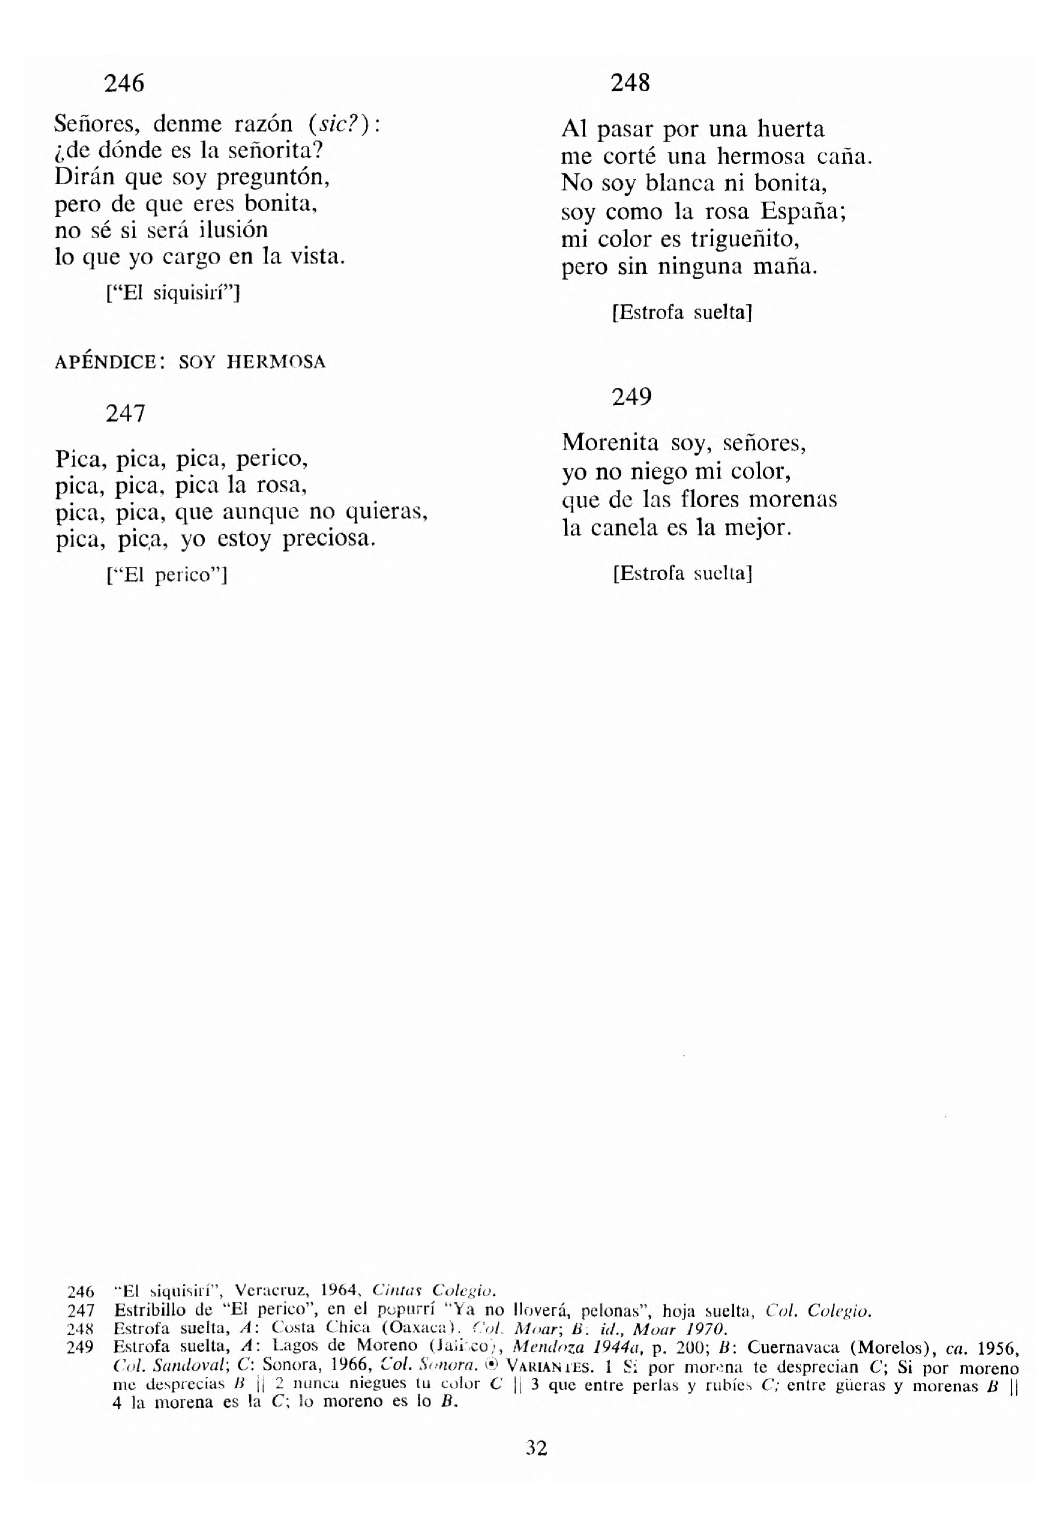 246
Señores, denme razón (sic?):
¿de dónde es la señorita?
Dirán que soy preguntón,
pero de que eres bonita,
no sé si será ilusión
lo que yo cargo en la vista.
[“El siquisirí”]
APÉNDICE: SOY HERMOSA
247
Pica, pica, pica, perico,
pica, pica, pica la rosa,
pica, pica, que aunque no quieras,
pica, pica, yo estoy preciosa.
[“El perico”]
248
Al pasar por una huerta
me corté una hermosa caña.
No soy blanca ni bonita,
soy como la rosa España;
mi color es trigueñito,
pero sin ninguna maña.
[Estrofa suelta]
249
Morenita soy, señores,
yo no niego mi color,
que de las flores morenas
la canela es la mejor.
[Estrofa suelta]
246 “El siquisirí”, Veracruz, 1964, Cintas Colegio.
247 Estribillo de “El perico”, en el popurrí “Ya no lloverá, pelonas”, hoja suelta, Col. Colegio.
248 Estrofa suelta, A: Costa Chica (Oaxaca). Col. Moar; B: id., Moar 1970.
249 Estrofa suelta, A: Lagos de Moreno (Jalisco), Mendoza 1944a, p. 200; B: Cuernavaca (Morelos), ca. 1956,
Col. Sandoval; C: Sonora, 1966, Col. Sonora. ⊙ VARIANTES. 1 Si por morena te desprecian C; Si por moreno
me desprecias B || 2 nunca niegues tu color C || 3 que entre perlas y rubíes C; entre güeras y morenas B ||
4 la morena es la C; lo moreno es lo B.
32